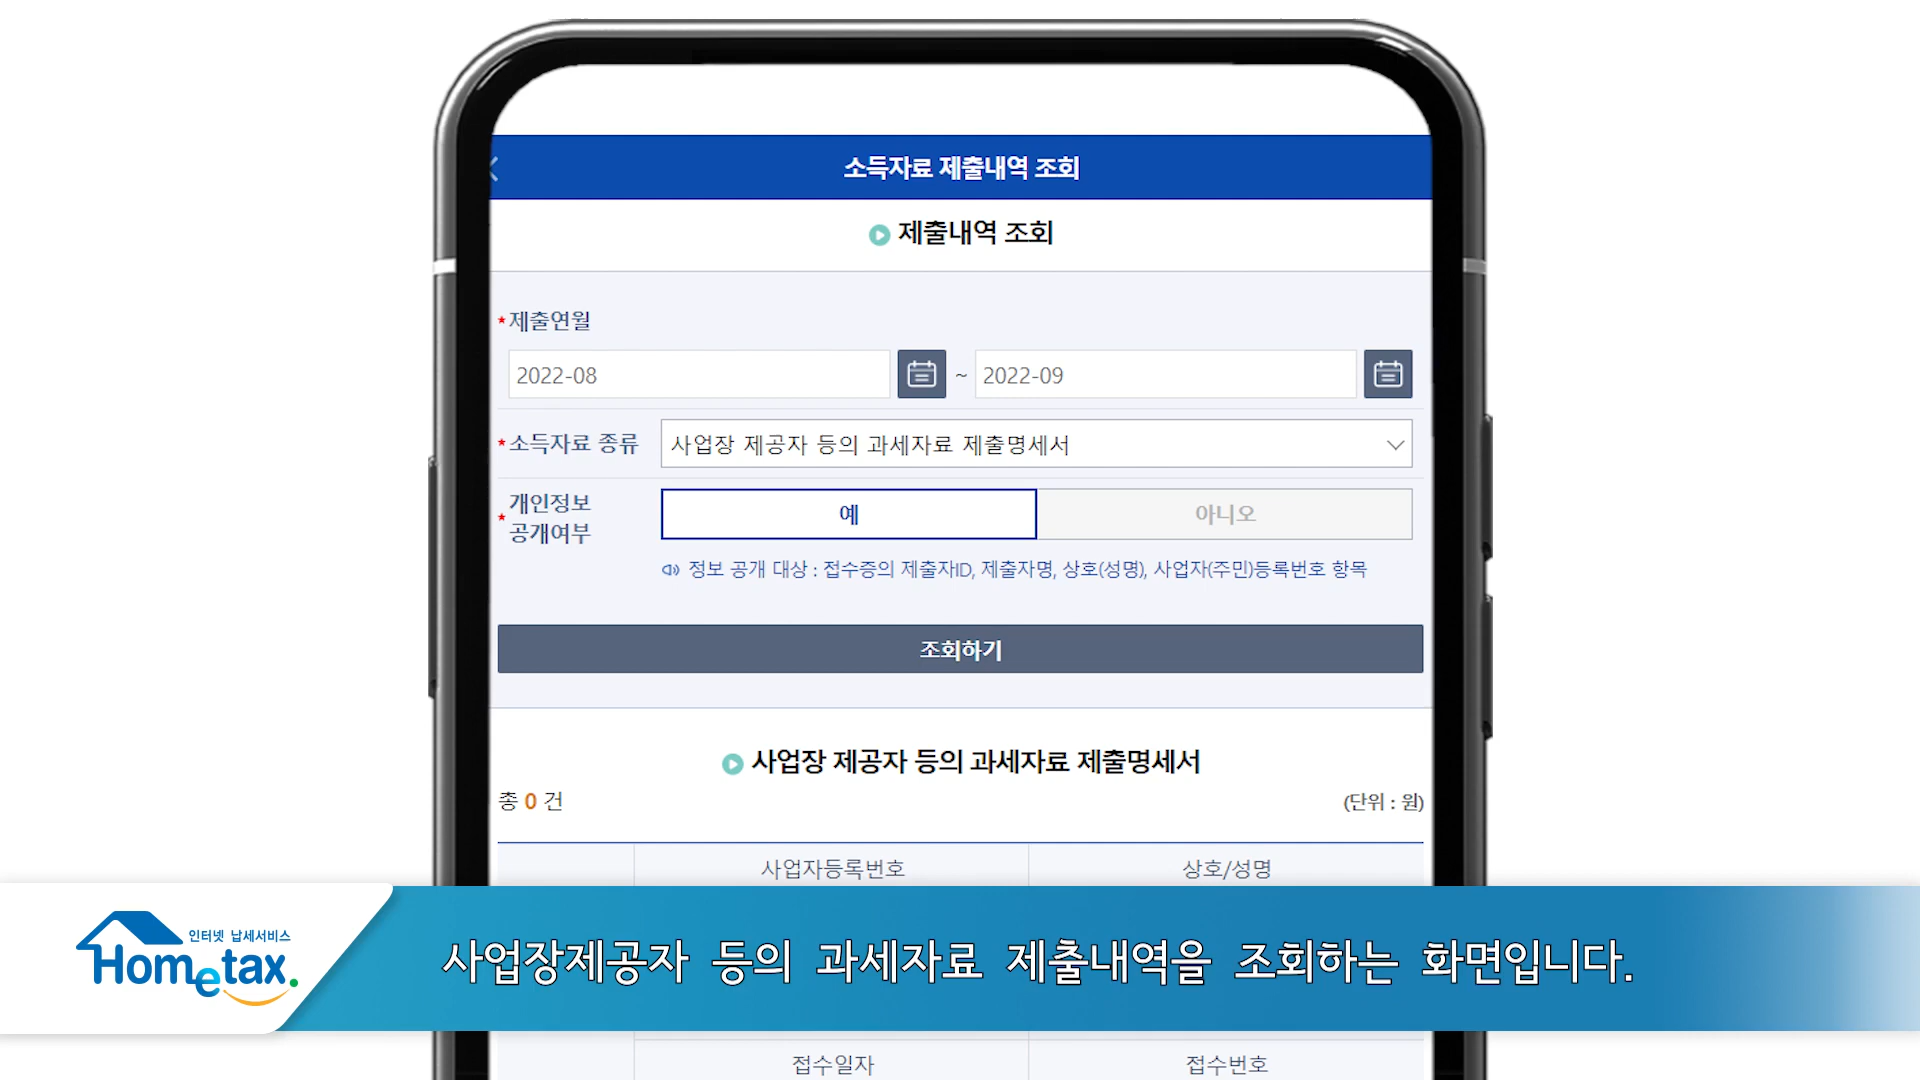 소득자료 제출내역 조회
제출내역 조회
*제출연월
2022-08 ~ 2022-09
*소득자료 종류 사업장 제공자 등의 과세자료 제출명세서
*개인정보 공개여부 예 아니오
정보 공개 대상 : 접수증의 제출자ID, 제출자명, 상호(성명), 사업자(주민)등록번호 항목
조회하기
사업장 제공자 등의 과세자료 제출명세서
총 0 건 (단위 : 원)
사업자등록번호 상호/성명
인터넷 납세서비스
Hometax.
사업장제공자 등의 과세자료 제출내역을 조회하는 화면입니다.
접수일자 접수번호